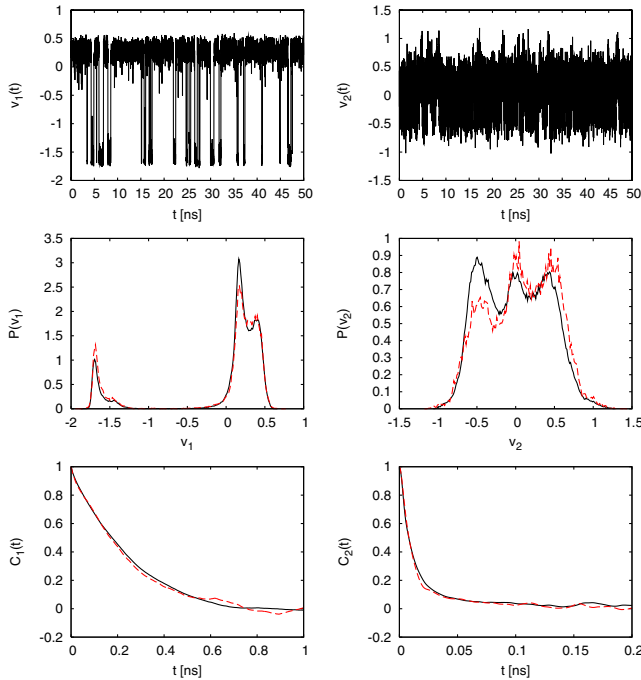 v1(t)
1
0.5
0
-0.5
-1
-1.5
-2
0 5 10 15 20 25 30 35 40 45 50
t [ns]
v2(t)
1.5
1
0.5
0
-0.5
-1
-1.5
0 5 10 15 20 25 30 35 40 45 50
t [ns]
P(v1)
3.5
3
2.5
2
1.5
1
0.5
0
-2 -1.5 -1 -0.5 0 0.5 1
v1
P(v2)
1
0.9
0.8
0.7
0.6
0.5
0.4
0.3
0.2
0.1
0
-1.5 -1 -0.5 0 0.5 1 1.5
v2
C1(t)
1
0.8
0.6
0.4
0.2
0
-0.2
0 0.2 0.4 0.6 0.8 1
t [ns]
C2(t)
1
0.8
0.6
0.4
0.2
0
-0.2
0 0.05 0.1 0.15 0.2
t [ns]